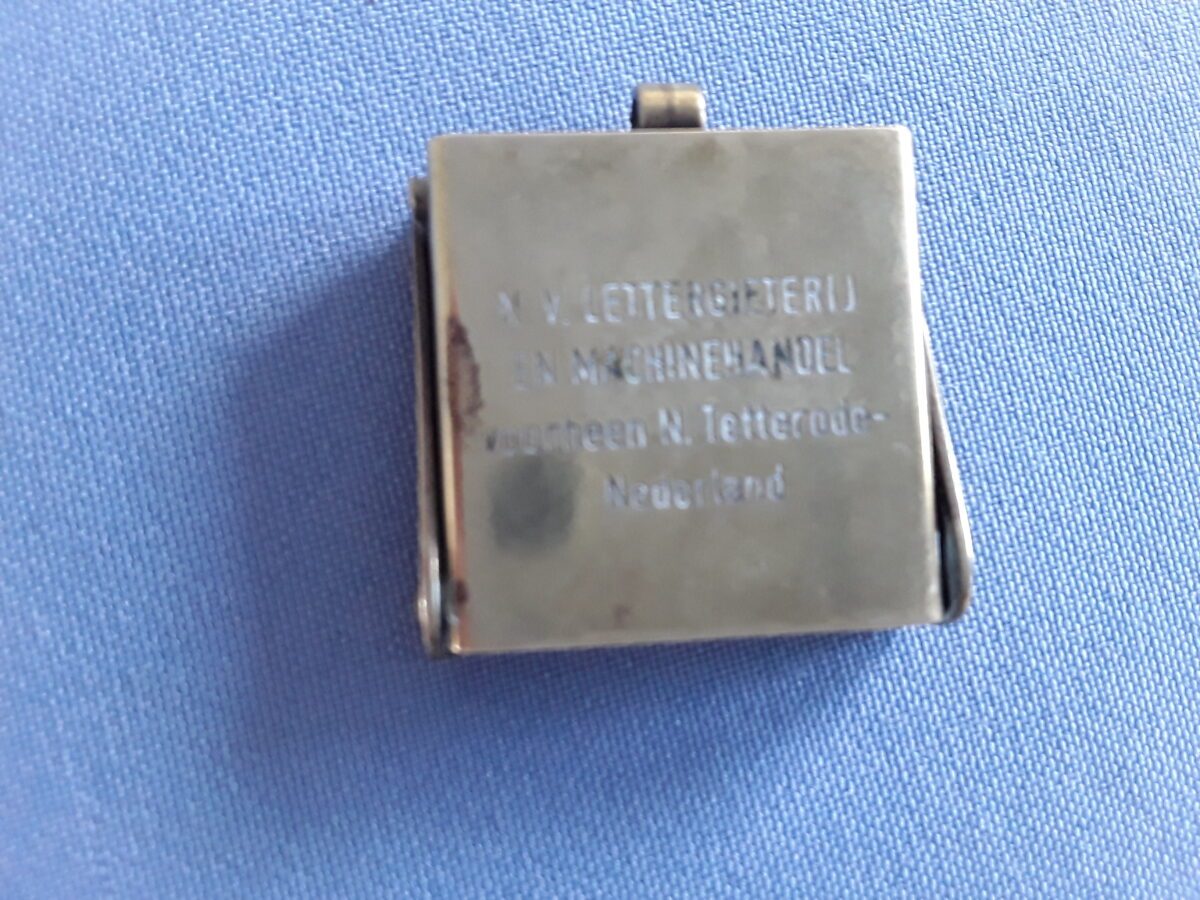 N.V. LETTERGIETERIJ
EN MACHINEHANDEL
voorheen N. Tetterode-
Nederland